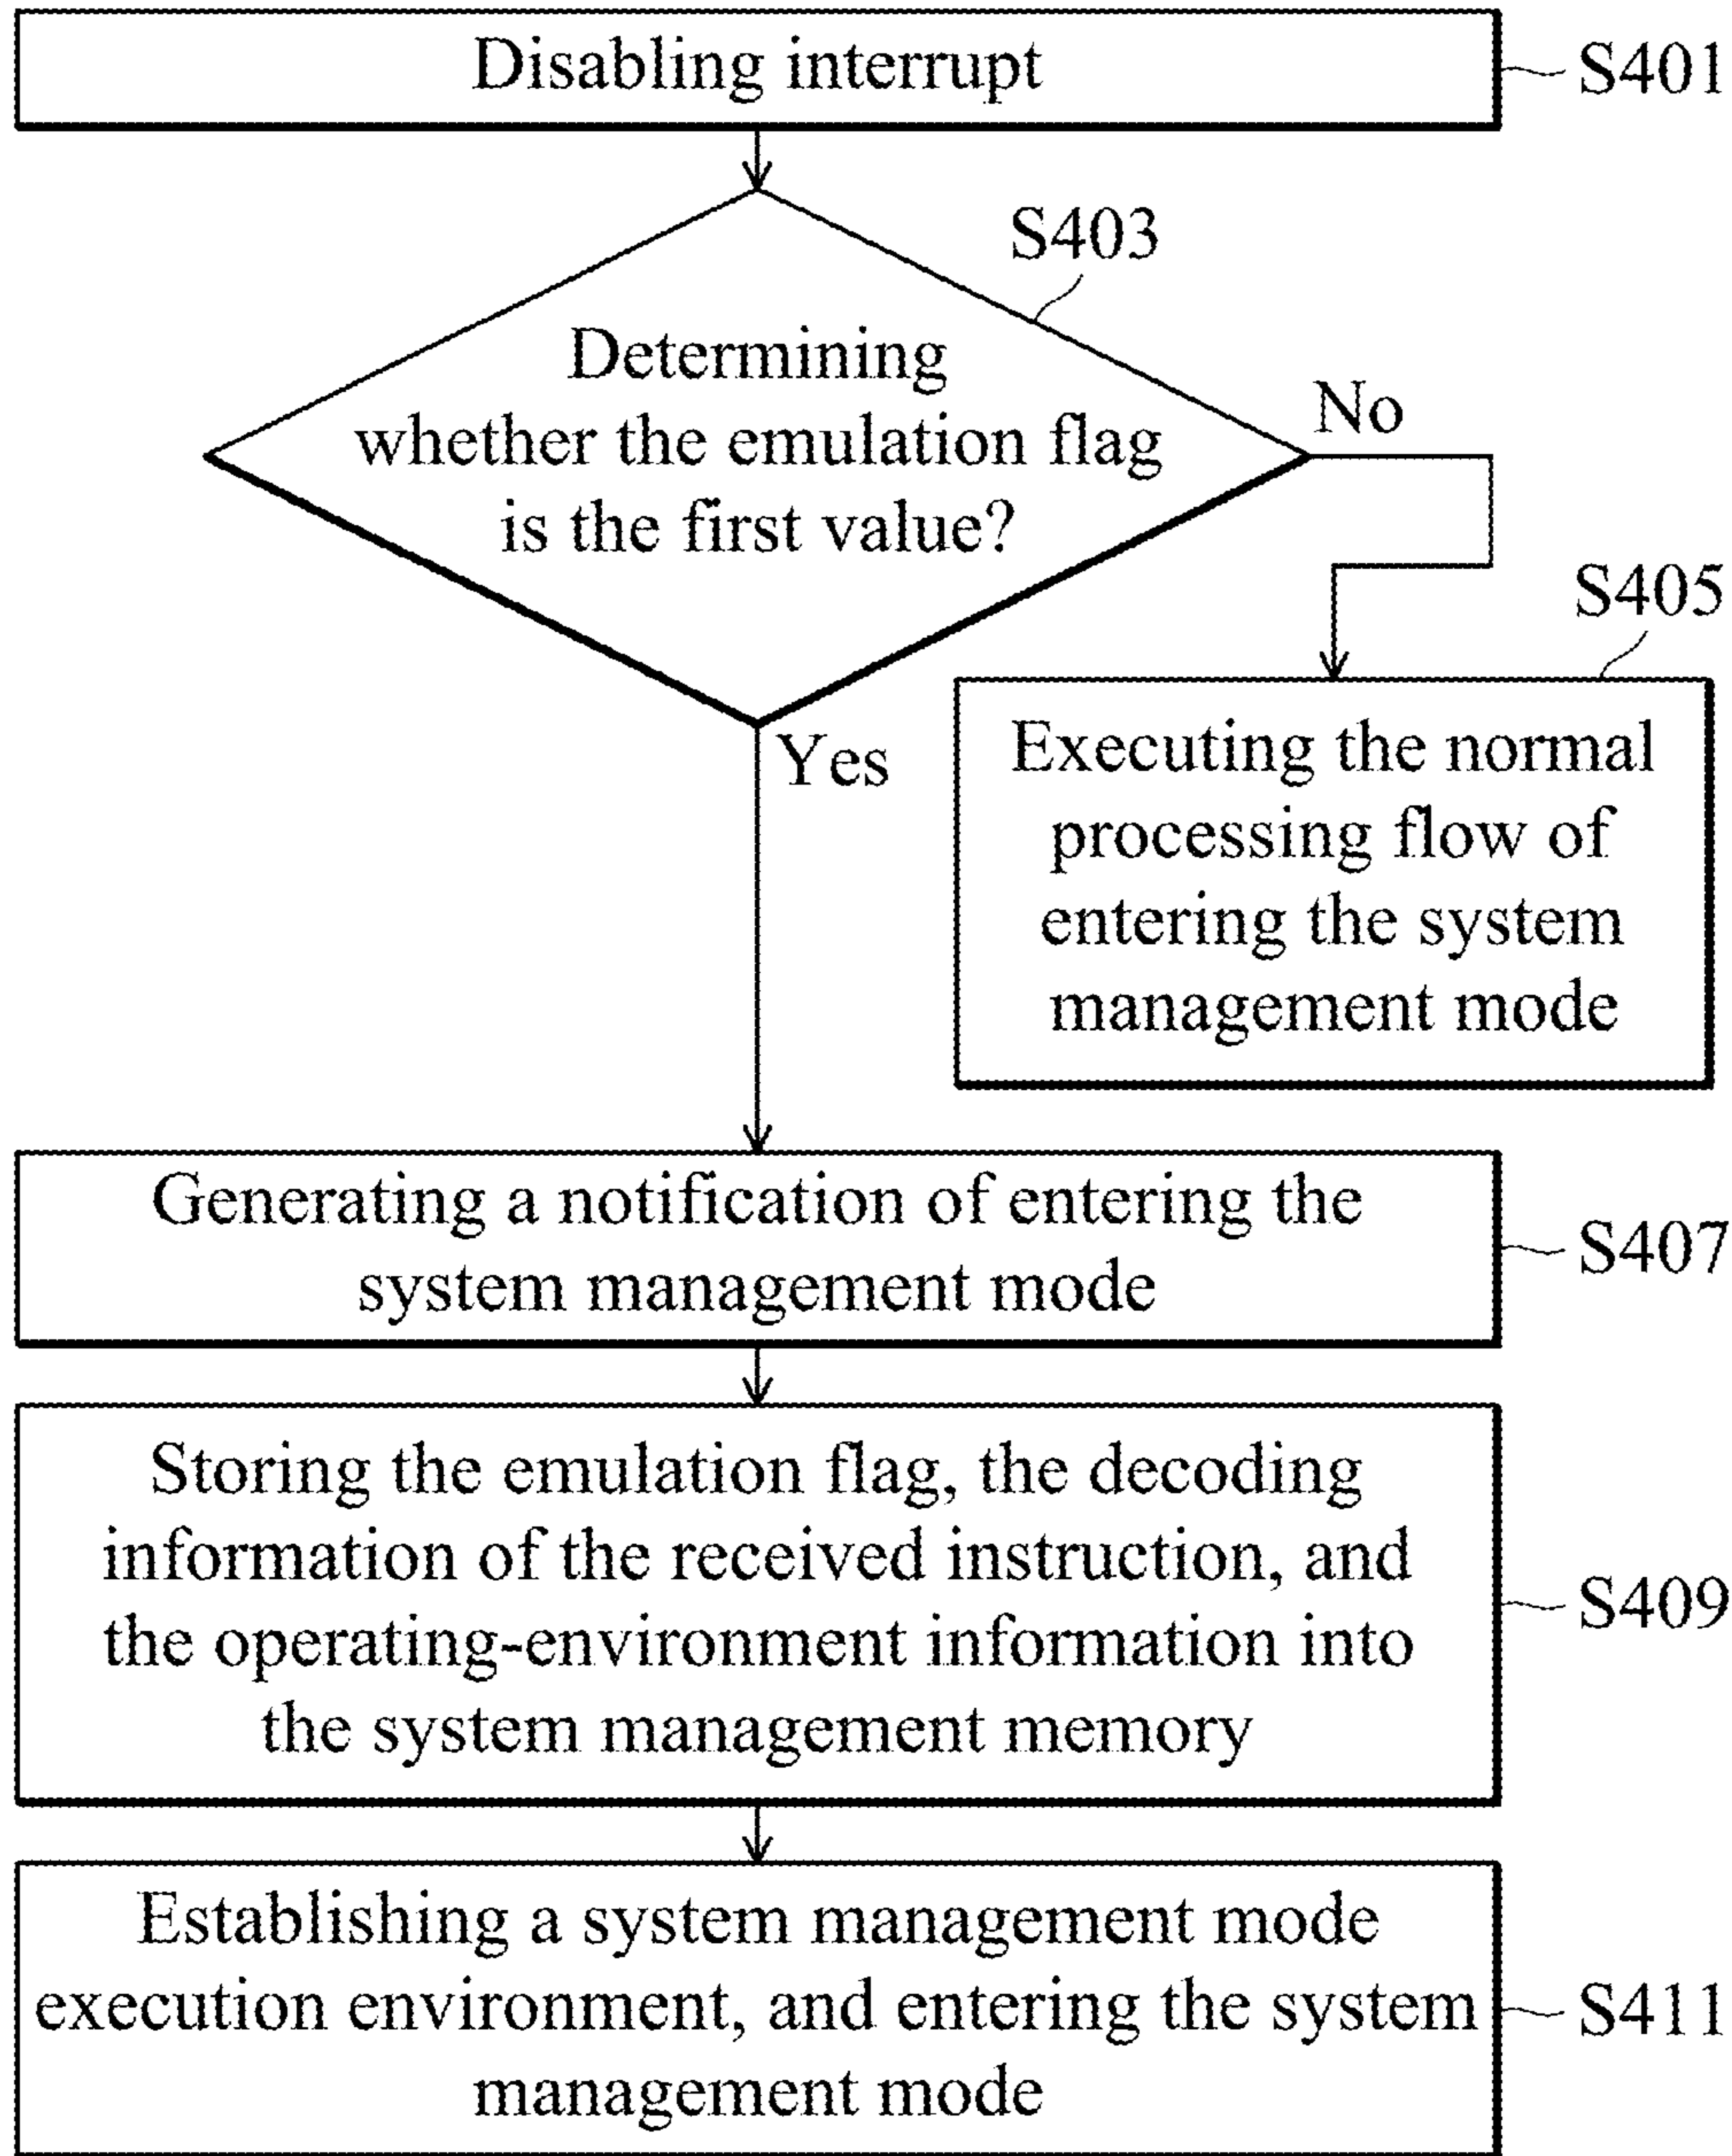 Disabling interrupt
S401
S403
Determining
whether the emulation flag
is the first value?
No
Yes
S405
Executing the normal
processing flow of
entering the system
management mode
Generating a notification of entering the
system management mode
S407
Storing the emulation flag, the decoding
information of the received instruction, and
the operating-environment information into
the system management memory
S409
Establishing a system management mode
execution environment, and entering the system
management mode
S411